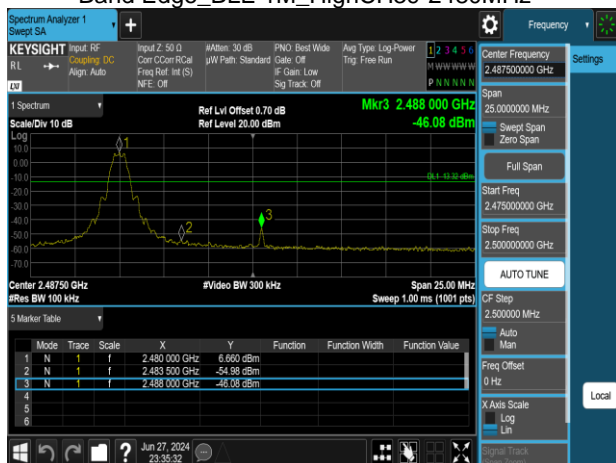 Band Edge_BLE 1M_HighCH39-2480MHz
Spectrum Analyzer 1
Swept SA
+
Frequency
KEYSIGHT
RL
LXI
Input: RF
Coupling: DC
Align: Auto
Input Z: 50 Ω
Corr CCorr RCal
Freq Ref: Int (S)
NFE: Off
#Atten: 30 dB
µW Path: Standard
PNO: Best Wide
Gate: Off
IF Gain: Low
Sig Track: Off
Avg Type: Log-Power
Trig: Free Run
1 2 3 4 5 6
M W W W W W
P N N N N N
1 Spectrum
Scale/Div 10 dB
Ref Lvl Offset 0.70 dB
Ref Level 20.00 dBm
Mkr3 2.488 000 GHz
-46.08 dBm
Log
10.0
0.00
-10.0
-20.0
-30.0
-40.0
-50.0
-60.0
-70.0
1
2
3
DL1 -13.32 dBm
Center 2.48750 GHz
#Res BW 100 kHz
#Video BW 300 kHz
Span 25.00 MHz
Sweep 1.00 ms (1001 pts)
5 Marker Table
Mode Trace Scale X Y Function Function Width Function Value
1 N 1 f 2.480 000 GHz 6.660 dBm
2 N 1 f 2.483 500 GHz -54.98 dBm
3 N 1 f 2.488 000 GHz -46.08 dBm
4
5
6
Jun 27, 2024
23:35:32
Center Frequency
2.487500000 GHz
Span
25.0000000 MHz
Swept Span
Zero Span
Full Span
Start Freq
2.475000000 GHz
Stop Freq
2.500000000 GHz
AUTO TUNE
CF Step
2.500000 MHz
Auto
Man
Freq Offset
0 Hz
X Axis Scale
Log
Lin
Signal Track
Settings
Local